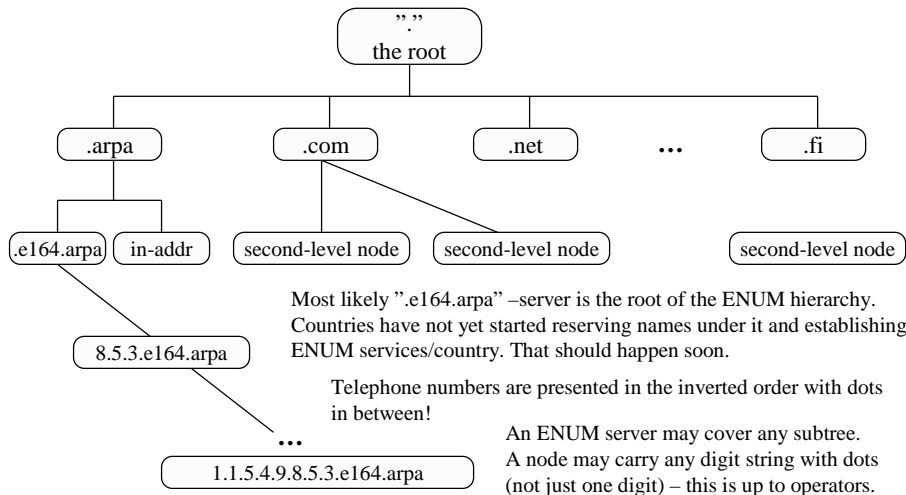 ”.”
the root
.arpa
.com
.net
...
.fi
.e164.arpa
in-addr
second-level node
second-level node
second-level node
Most likely ”.e164.arpa” –server is the root of the ENUM hierarchy.
Countries have not yet started reserving names under it and establishing
ENUM services/country. That should happen soon.
8.5.3.e164.arpa
Telephone numbers are presented in the inverted order with dots
in between!
...
An ENUM server may cover any subtree.
A node may carry any digit string with dots
(not just one digit) – this is up to operators.
1.1.5.4.9.8.5.3.e164.arpa